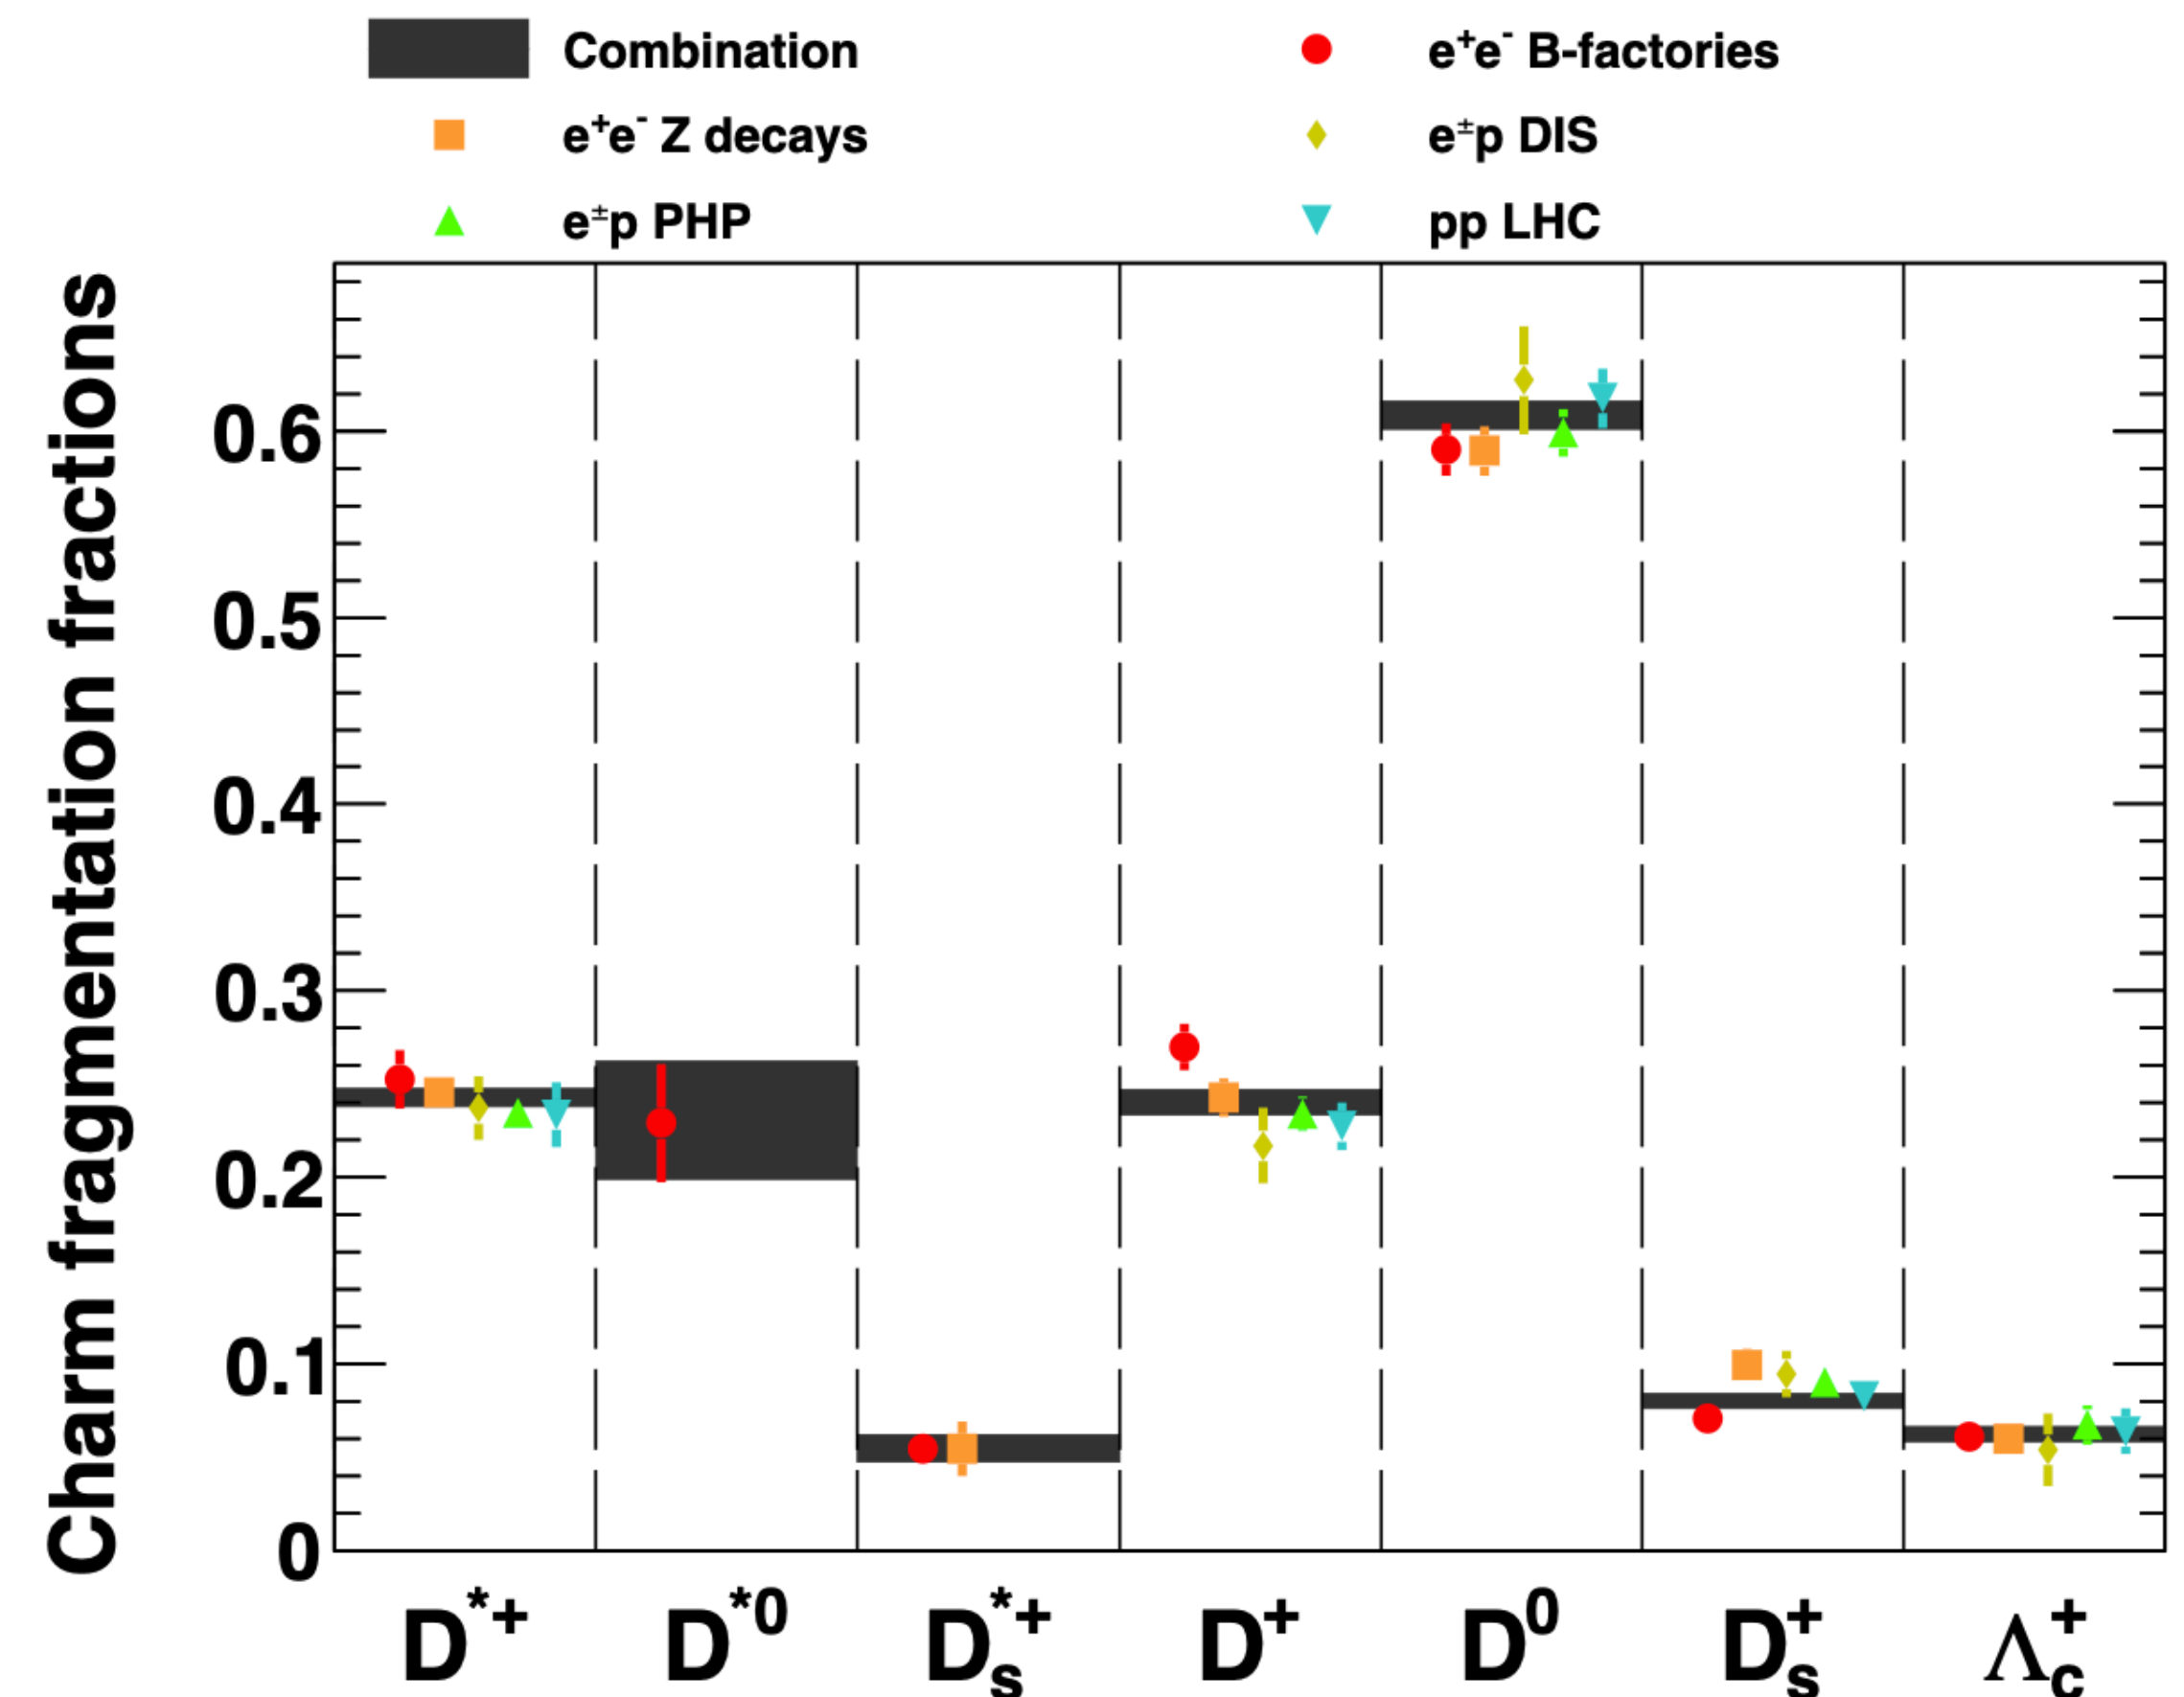 Combination
e⁺e⁻ B-factories
e⁺e⁻ Z decays
e±p DIS
e±p PHP
pp LHC
Charm fragmentation fractions
0.6
0.5
0.4
0.3
0.2
0.1
0
D*+ D*0 Ds*+ D+ D0 Ds+ Λc+